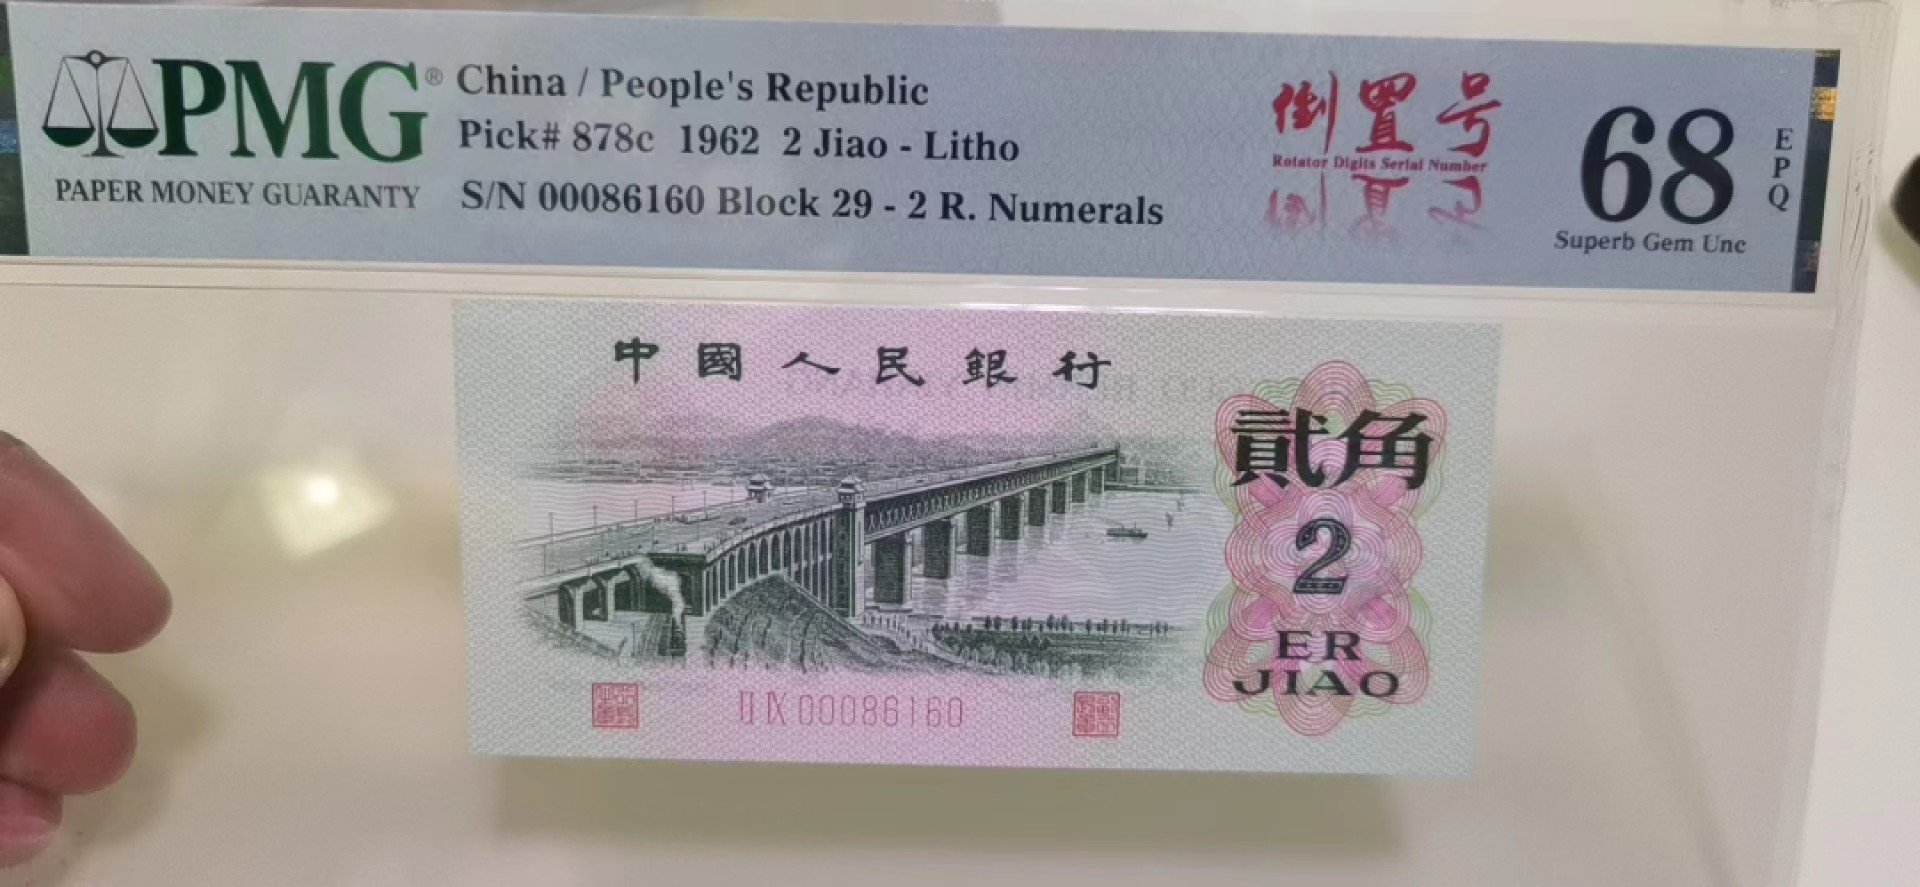 PMG®
PAPER MONEY GUARANTY
China / People's Republic
Pick# 878c 1962 2 Jiao - Litho
S/N 00086160 Block 29 - 2 R. Numerals
倒置号
Rotator Digits Serial Number
68
EPQ
Superb Gem Unc
中國人民銀行
貳角
2
ER
JIAO
II IX 00086160